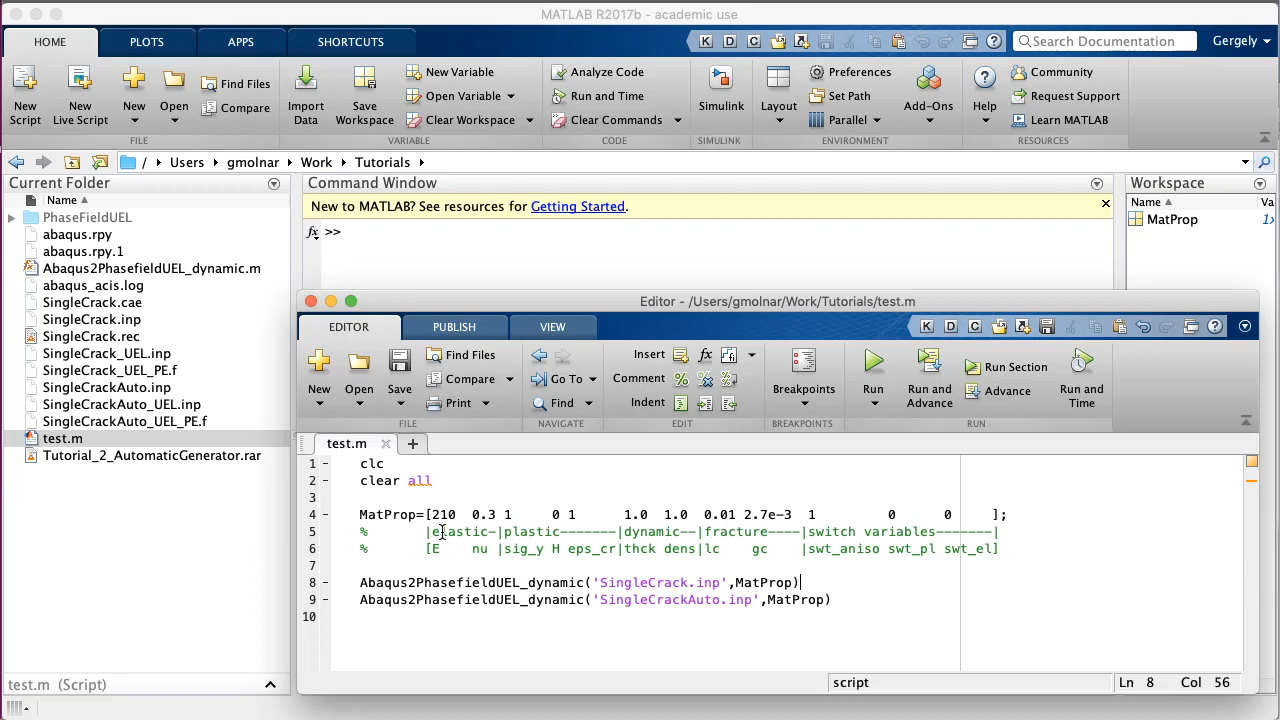 MATLAB R2017b - academic use
HOME PLOTS APPS SHORTCUTS Search Documentation Gergely
New Script New Live Script New Open Find Files Compare Import Data Save Workspace New Variable Open Variable Clear Workspace Analyze Code Run and Time Clear Commands Simulink Layout Preferences Set Path Parallel Add-Ons Help Community Request Support Learn MATLAB
FILE VARIABLE CODE SIMULINK ENVIRONMENT RESOURCES
/ Users gmolnar Work Tutorials
Current Folder
Name
PhaseFieldUEL
abaqus.rpy
abaqus.rpy.1
Abaqus2PhasefieldUEL_dynamic.m
abaqus_acis.log
SingleCrack.cae
SingleCrack.inp
SingleCrack.rec
SingleCrack_UEL.inp
SingleCrack_UEL_PE.f
SingleCrackAuto.inp
SingleCrackAuto_UEL.inp
SingleCrackAuto_UEL_PE.f
test.m
Tutorial_2_AutomaticGenerator.rar
test.m (Script)
Command Window
New to MATLAB? See resources for Getting Started.
fx >>
Workspace
Name Va
MatProp 1x
Editor - /Users/gmolnar/Work/Tutorials/test.m
EDITOR PUBLISH VIEW
New Open Save Find Files Compare Print Go To Find Insert fx Comment Indent Breakpoints Run Run and Advance Run Section Advance Run and Time
FILE NAVIGATE EDIT BREAKPOINTS RUN
test.m
1 - clc
2 - clear all
3
4 - MatProp=[210 0.3 1 0 1 1.0 1.0 0.01 2.7e-3 1 0 0 ];
5 % |elastic-|plastic-------|dynamic--|fracture----|switch variables-------|
6 % [E nu |sig_y H eps_cr|thck dens|lc gc |swt_aniso swt_pl swt_el]
7
8 - Abaqus2PhasefieldUEL_dynamic('SingleCrack.inp',MatProp)
9 - Abaqus2PhasefieldUEL_dynamic('SingleCrackAuto.inp',MatProp)
10
script Ln 8 Col 56